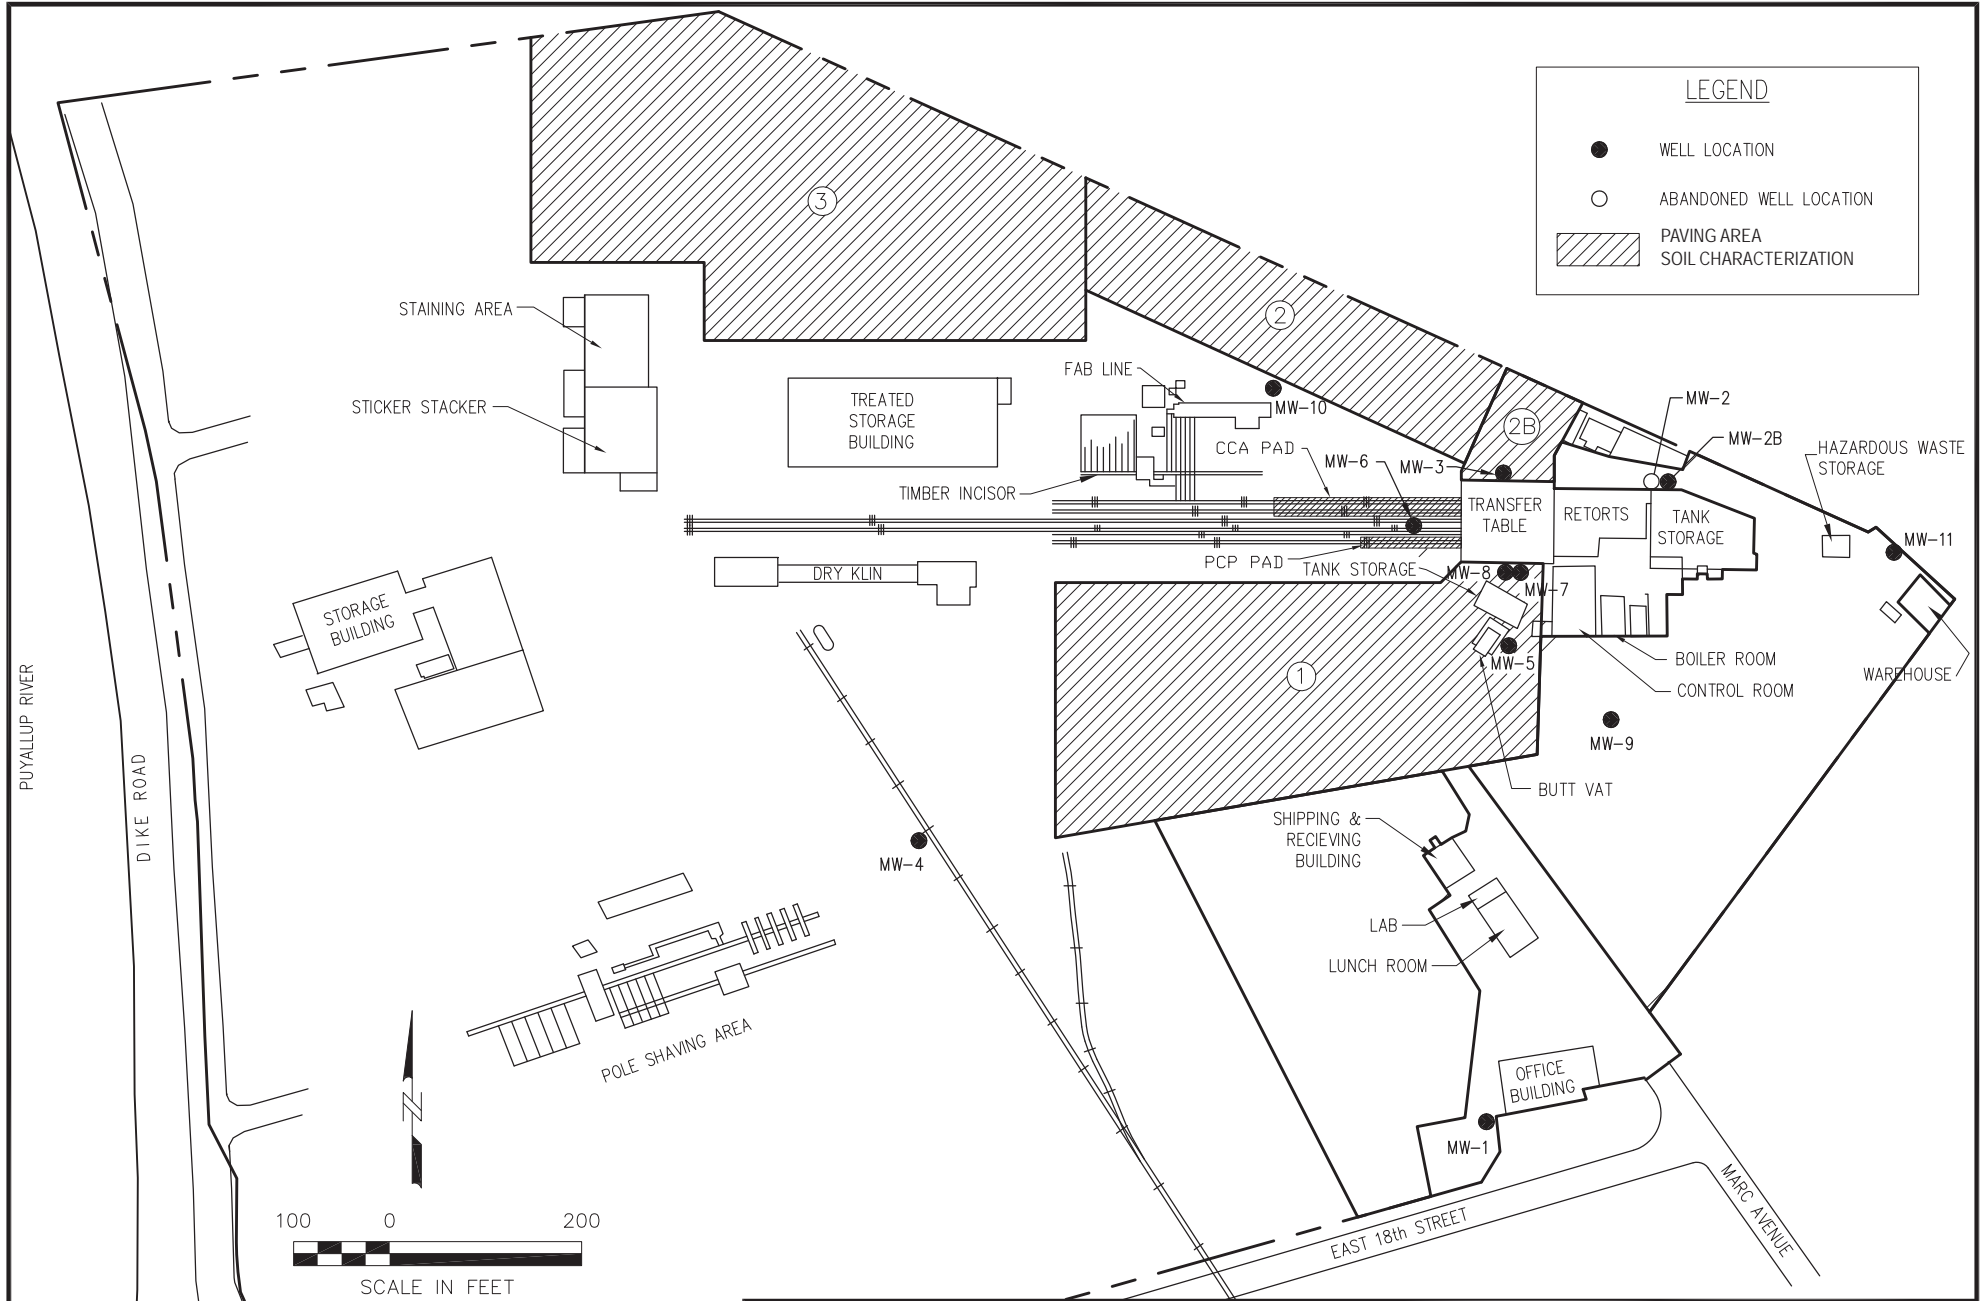 LEGEND
WELL LOCATION
ABANDONED WELL LOCATION
PAVING AREA
SOIL CHARACTERIZATION
3
2
2B
1
STAINING AREA
STICKER STACKER
TREATED
STORAGE
BUILDING
FAB LINE
MW-10
CCA PAD
MW-6
MW-3
MW-2
MW-2B
HAZARDOUS WASTE
STORAGE
TIMBER INCISOR
TRANSFER
TABLE
RETORTS
TANK
STORAGE
MW-11
PCP PAD
TANK STORAGE
MW-8
MW-7
DRY KLIN
STORAGE
BUILDING
MW-5
BOILER ROOM
CONTROL ROOM
WAREHOUSE
MW-9
BUTT VAT
PUYALLUP RIVER
DIKE ROAD
SHIPPING &
RECIEVING
BUILDING
MW-4
LAB
LUNCH ROOM
POLE SHAVING AREA
OFFICE
BUILDING
MW-1
N
MARC AVENUE
EAST 18th STREET
100 0 200
SCALE IN FEET